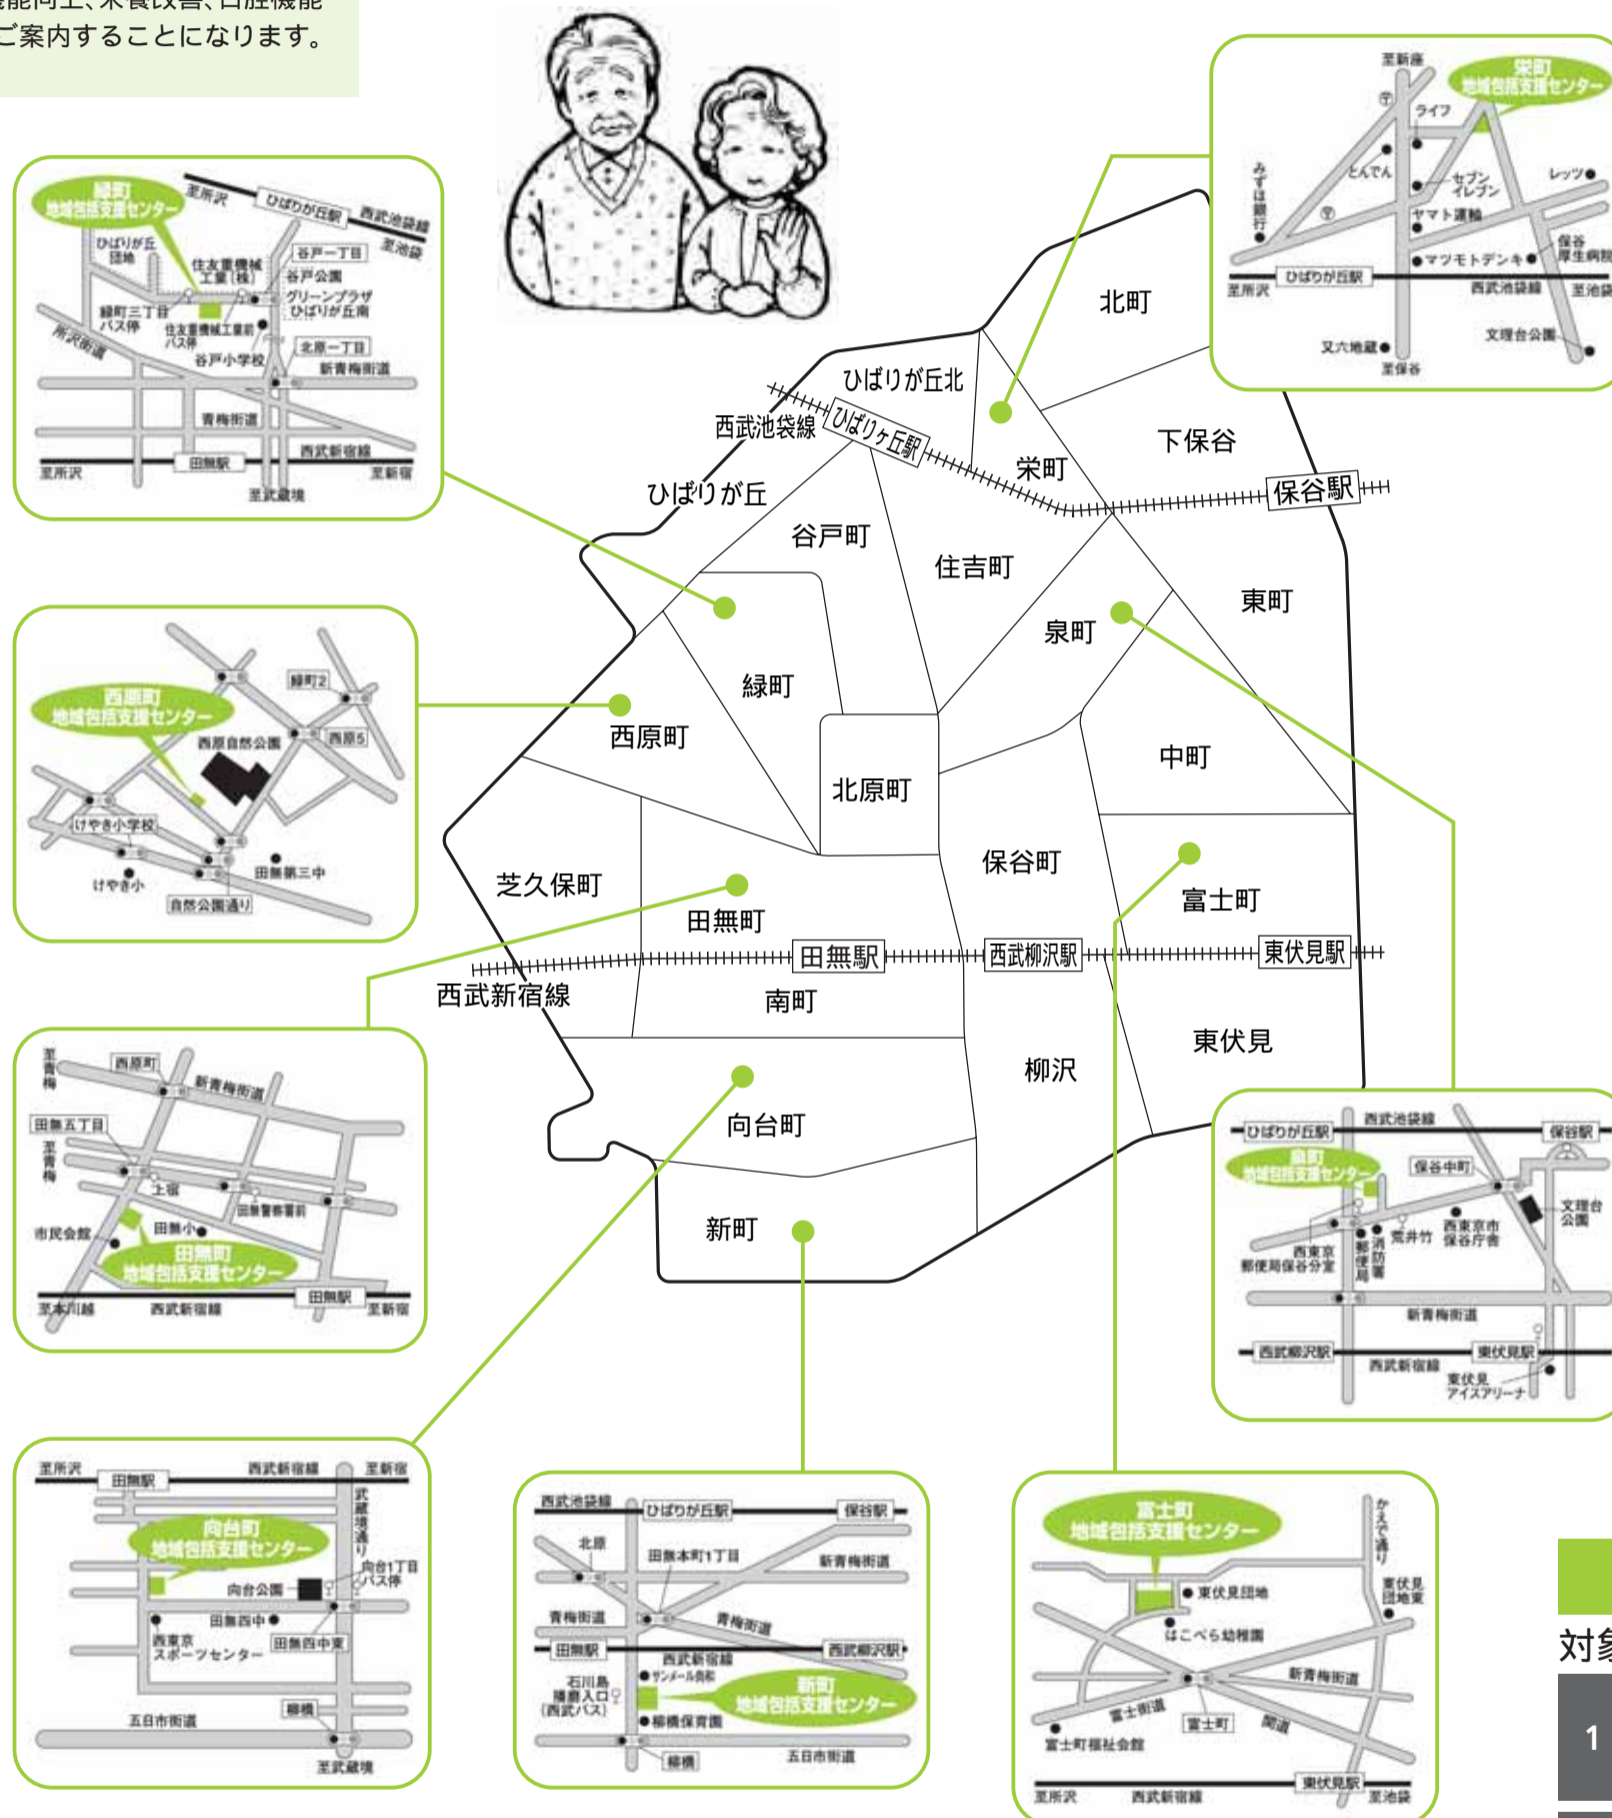 ご案内することになります。
至新座
栄町
地域包括支援センター
ライフ
とんでん
セブン
イレブン
レッツ
みずほ銀行
ヤマト運輸
保谷
厚生病院
マツモトデンキ
ひばりが丘駅
至所沢
西武池袋線
至池袋
又六地蔵
文理台公園
至保谷
緑町
地域包括支援センター
至所沢
ひばりが丘駅
西武池袋線
至池袋
ひばりが丘
団地
住友重機械
工業(株)
谷戸一丁目
谷戸公園
グリーンプラザ
ひばりが丘南
緑町三丁目
バス停
住友重機械工業前
バス停
所沢街道
谷戸小学校
北原一丁目
新青梅街道
青梅街道
西武新宿線
至所沢
田無駅
至新宿
至武蔵境
北町
ひばりが丘北
西武池袋線
ひばりヶ丘駅
下保谷
栄町
保谷駅
ひばりが丘
谷戸町
住吉町
東町
泉町
緑町
西原町
中町
北原町
保谷町
芝久保町
田無町
富士町
田無駅
西武柳沢駅
東伏見駅
西武新宿線
南町
東伏見
柳沢
向台町
新町
西原町
地域包括支援センター
緑町2
西原5
西原自然公園
けやき小学校
けやき小
田無第三中
自然公園通り
至青梅
西原町
新青梅街道
田無五丁目
至青梅
上宿
田無警察署前
市民会館
田無小
田無町
地域包括支援センター
田無駅
至本川越
西武新宿線
至新宿
西武池袋線
ひばりが丘駅
保谷駅
泉町
地域包括支援センター
保谷中町
文理台
公園
西東京市
保谷庁舎
荒井竹
消防署
郵便局
西東京
郵便局保谷分室
新青梅街道
西武柳沢駅
東伏見駅
西武新宿線
東伏見
アイスアリーナ
至所沢
田無駅
西武新宿線
至新宿
武蔵境通り
向台町
地域包括支援センター
向台1丁目
バス停
向台公園
田無四中
西東京
スポーツセンター
田無四中東
柳橋
五日市街道
至武蔵境
西武池袋線
ひばりが丘駅
保谷駅
北原
田無本町1丁目
新青梅街道
青梅街道
青梅街道
田無駅
西武新宿線
西武柳沢駅
石川島
播磨入口
(西武バス)
新町
地域包括支援センター
柳橋保育園
柳橋
五日市街道
富士町
地域包括支援センター
かえで通り
東伏見団地
東伏見
団地東
はこべら幼稚園
新青梅街道
富士街道
富士町
富士町福祉会館
東伏見駅
至所沢
西武新宿線
至池袋
対象
1